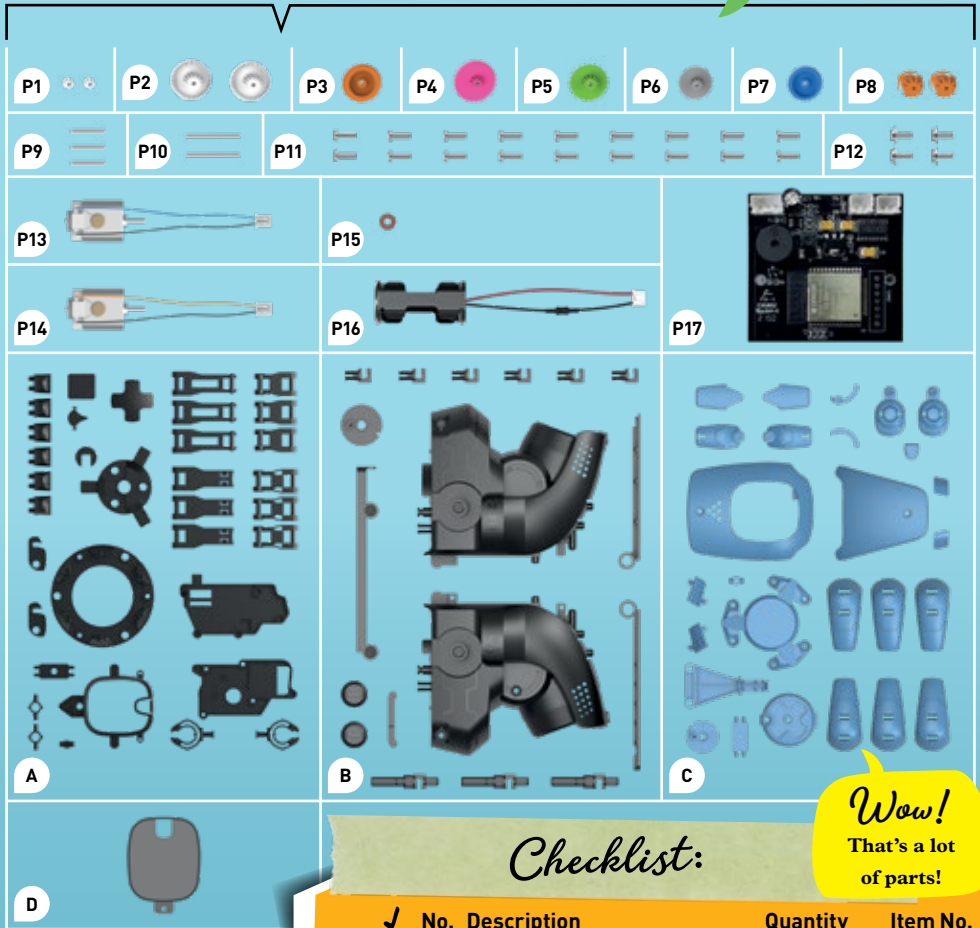 P1
P2
P3
P4
P5
P6
P7
P8
P9
P10
P11
P12
P13
P15
P14
P16
P17
A
B
C
D
Wow!
That's a lot
of parts!
Checklist:
✓ No. Description Quantity Item No.